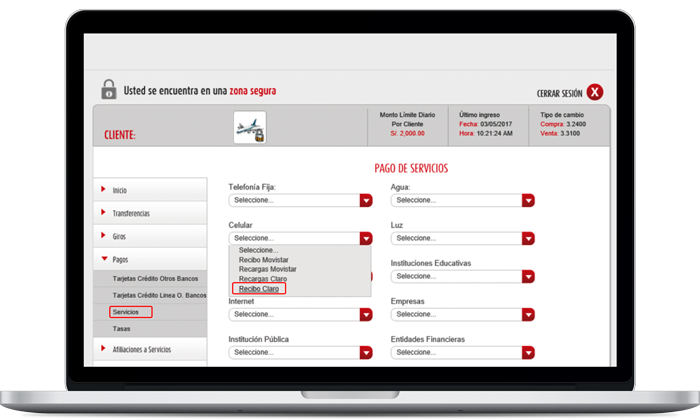 Usted se encuentra en una zona segura
CERRAR SESIÓN X
CLIENTE:
Monto Límite Diario
Por Cliente
S/. 2,000.00
Último ingreso
Fecha: 03/05/2017
Hora: 10:21:24 AM
Tipo de cambio
Compra: 3.2400
Venta: 3.3100
PAGO DE SERVICIOS
Inicio
Transferencias
Giros
Pagos
Tarjetas Crédito Otros Bancos
Tarjetas Crédito Línea O. Bancos
Servicios
Tasas
Afiliaciones a Servicios
Telefonía Fija:
Seleccione...
Agua:
Seleccione...
Celular
Seleccione...
Seleccione...
Recibo Movistar
Recargas Movistar
Recargas Claro
Recibo Claro
Luz
Seleccione...
Instituciones Educativas
Seleccione...
Internet
Seleccione...
Empresas
Seleccione...
Institución Pública
Seleccione...
Entidades Financieras
Seleccione...